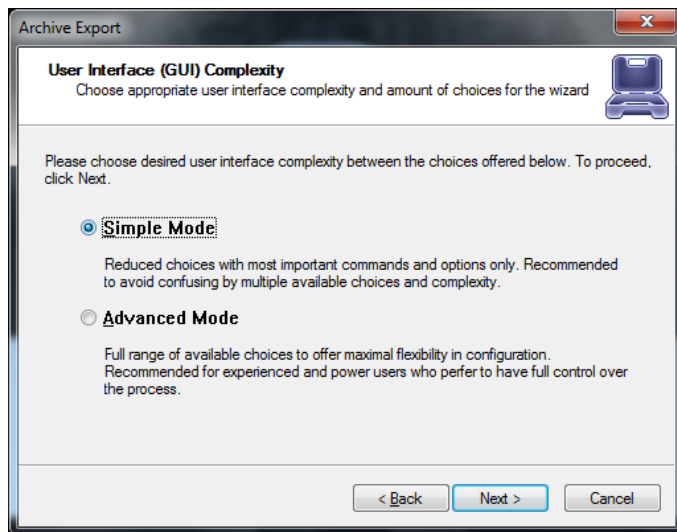 Archive Export
User Interface (GUI) Complexity
Choose appropriate user interface complexity and amount of choices for the wizard
Please choose desired user interface complexity between the choices offered below. To proceed,
click Next.
Simple Mode
Reduced choices with most important commands and options only. Recommended
to avoid confusing by multiple available choices and complexity.
Advanced Mode
Full range of available choices to offer maximal flexibility in configuration.
Recommended for experienced and power users who perfer to have full control over
the process.
< Back Next > Cancel